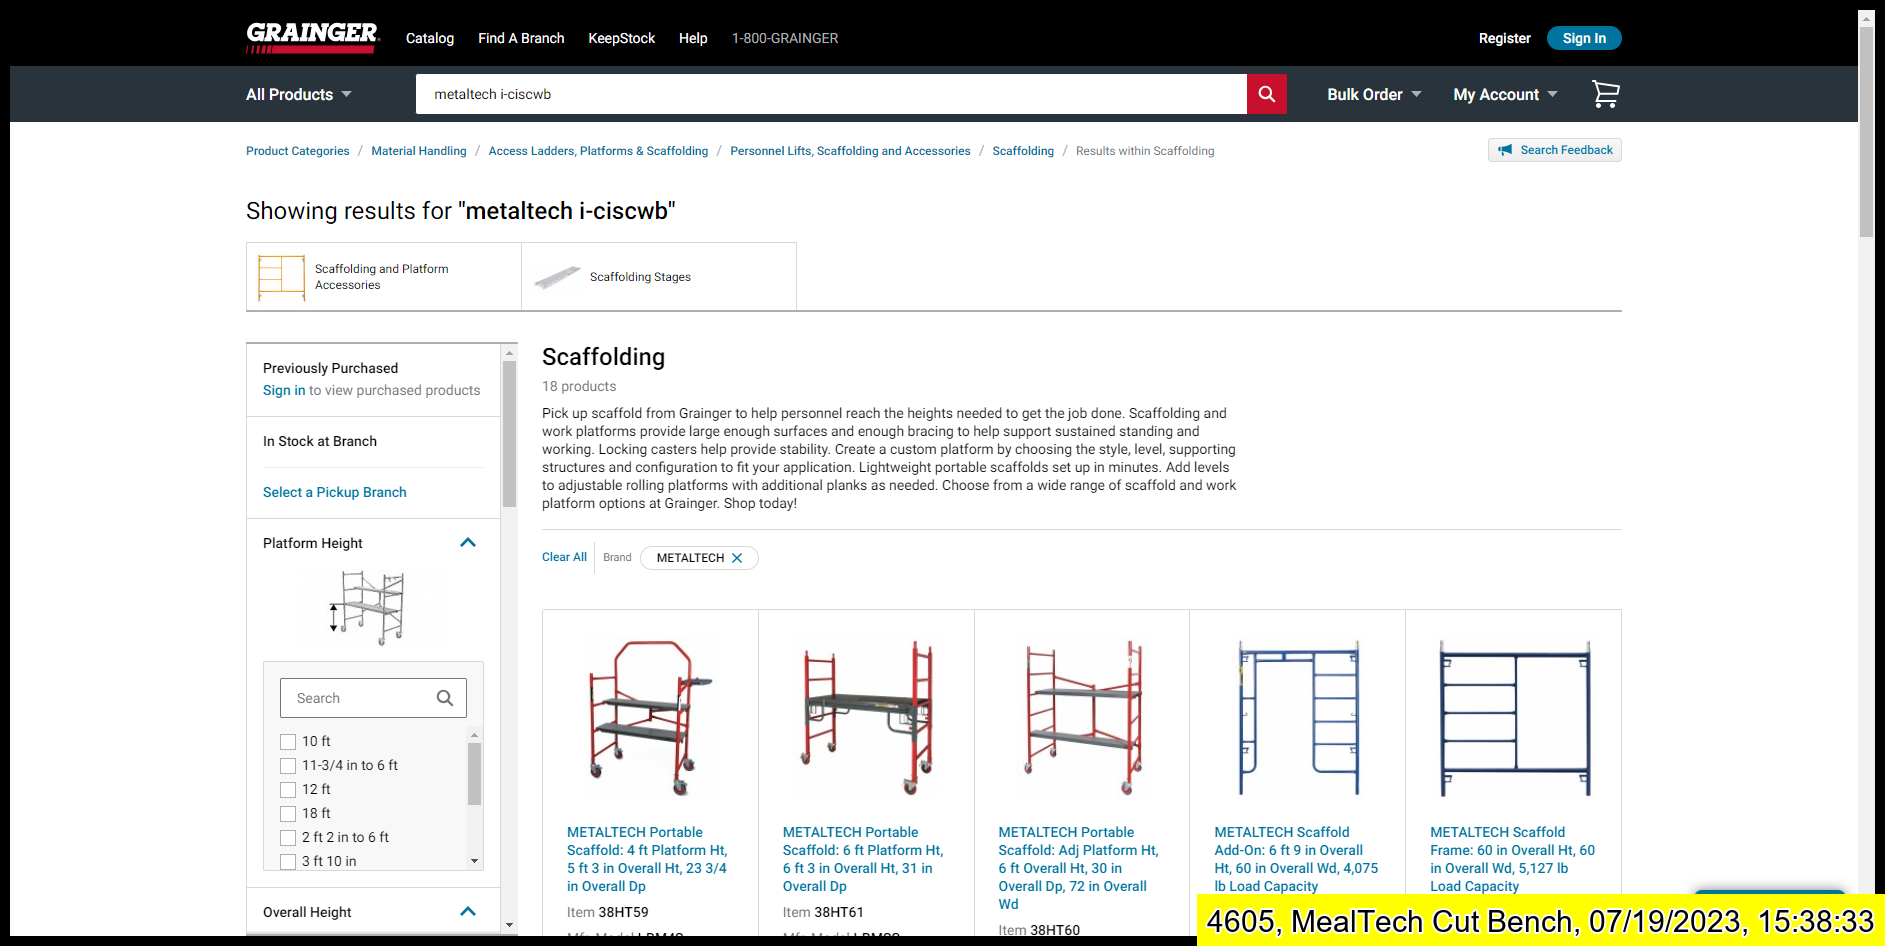 GRAINGER
Catalog Find A Branch KeepStock Help 1-800-GRAINGER Register Sign In
All Products metaltech i-ciscwb Bulk Order My Account
Product Categories / Material Handling / Access Ladders, Platforms & Scaffolding / Personnel Lifts, Scaffolding and Accessories / Scaffolding / Results within Scaffolding Search Feedback
Showing results for "metaltech i-ciscwb"
Scaffolding and Platform
Accessories
Scaffolding Stages
Previously Purchased
Sign in to view purchased products
In Stock at Branch
Select a Pickup Branch
Platform Height
Search
10 ft
11-3/4 in to 6 ft
12 ft
18 ft
2 ft 2 in to 6 ft
3 ft 10 in
Overall Height
Scaffolding
18 products
Pick up scaffold from Grainger to help personnel reach the heights needed to get the job done. Scaffolding and
work platforms provide large enough surfaces and enough bracing to help support sustained standing and
working. Locking casters help provide stability. Create a custom platform by choosing the style, level, supporting
structures and configuration to fit your application. Lightweight portable scaffolds set up in minutes. Add levels
to adjustable rolling platforms with additional planks as needed. Choose from a wide range of scaffold and work
platform options at Grainger. Shop today!
Clear All Brand METALTECH
METALTECH Portable
Scaffold: 4 ft Platform Ht,
5 ft 3 in Overall Ht, 23 3/4
in Overall Dp
Item 38HT59
METALTECH Portable
Scaffold: 6 ft Platform Ht,
6 ft 3 in Overall Ht, 31 in
Overall Dp
Item 38HT61
METALTECH Portable
Scaffold: Adj Platform Ht,
6 ft Overall Ht, 30 in
Overall Dp, 72 in Overall
Wd
Item 38HT60
METALTECH Scaffold
Add-On: 6 ft 9 in Overall
Ht, 60 in Overall Wd, 4,075
lb Load Capacity
METALTECH Scaffold
Frame: 60 in Overall Ht, 60
in Overall Wd, 5,127 lb
Load Capacity
4605, MealTech Cut Bench, 07/19/2023, 15:38:33